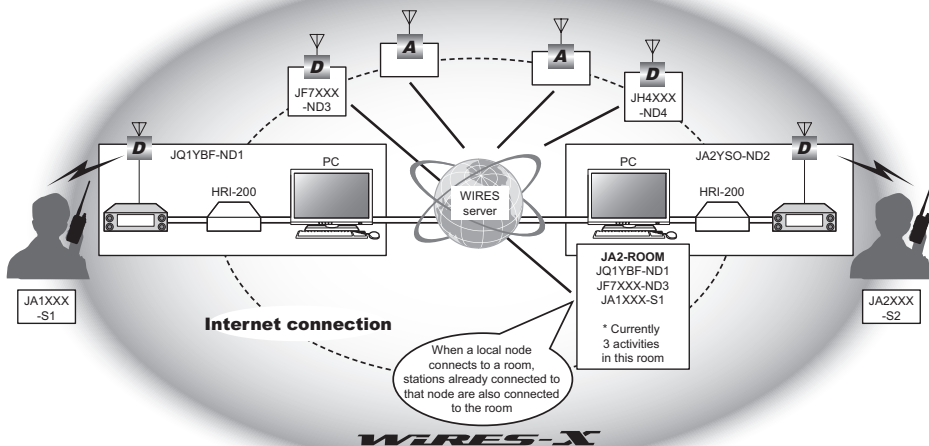 A
A
D
D
JF7XXX
-ND3
JH4XXX
-ND4
D
JQ1YBF-ND1
JA2YSO-ND2
D
PC
PC
HRI-200
HRI-200
WIRES
server
JA2-ROOM
JQ1YBF-ND1
JF7XXX-ND3
JA1XXX-S1
* Currently
3 activities
in this room
JA1XXX
-S1
JA2XXX
-S2
Internet connection
When a local node
connects to a room,
stations already connected to
that node are also connected
to the room
WiRES-X